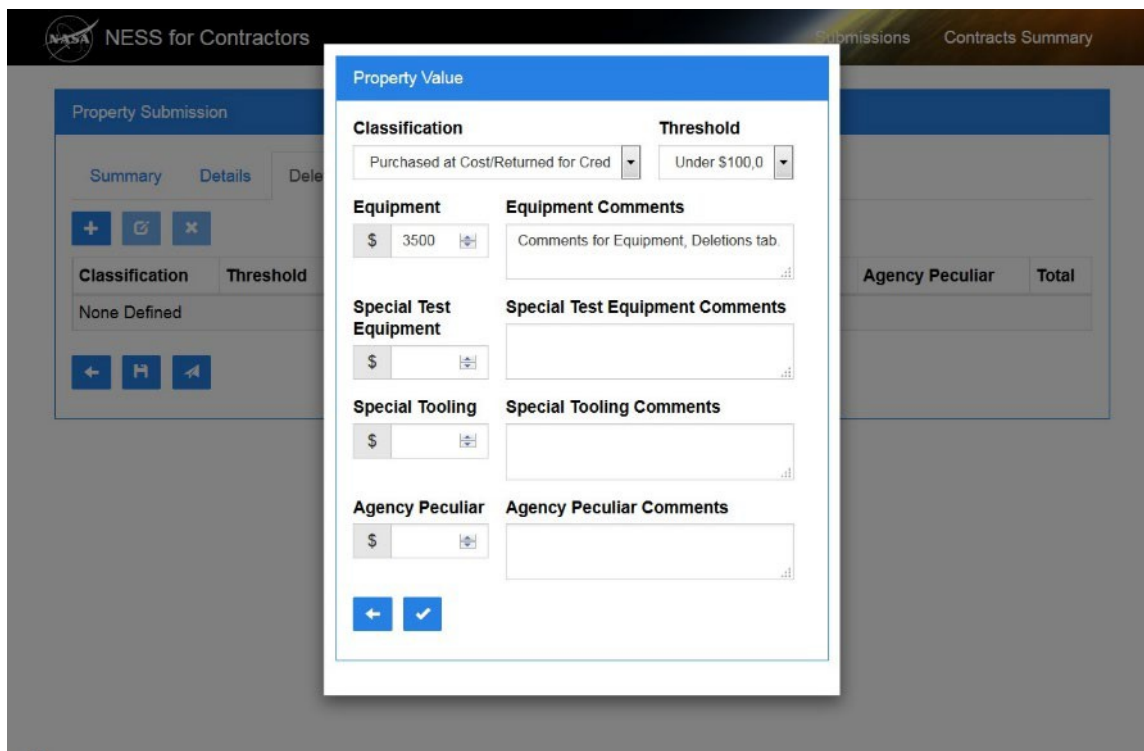 NASA NESS for Contractors
Submissions Contracts Summary
Property Submission
Summary Details Dele
Classification Threshold Agency Peculiar Total
None Defined
Property Value
Classification Threshold
Purchased at Cost/Returned for Cred Under $100,0
Equipment Equipment Comments
$ 3500 Comments for Equipment, Deletions tab.
Special Test Special Test Equipment Comments
Equipment
$
Special Tooling Special Tooling Comments
$
Agency Peculiar Agency Peculiar Comments
$